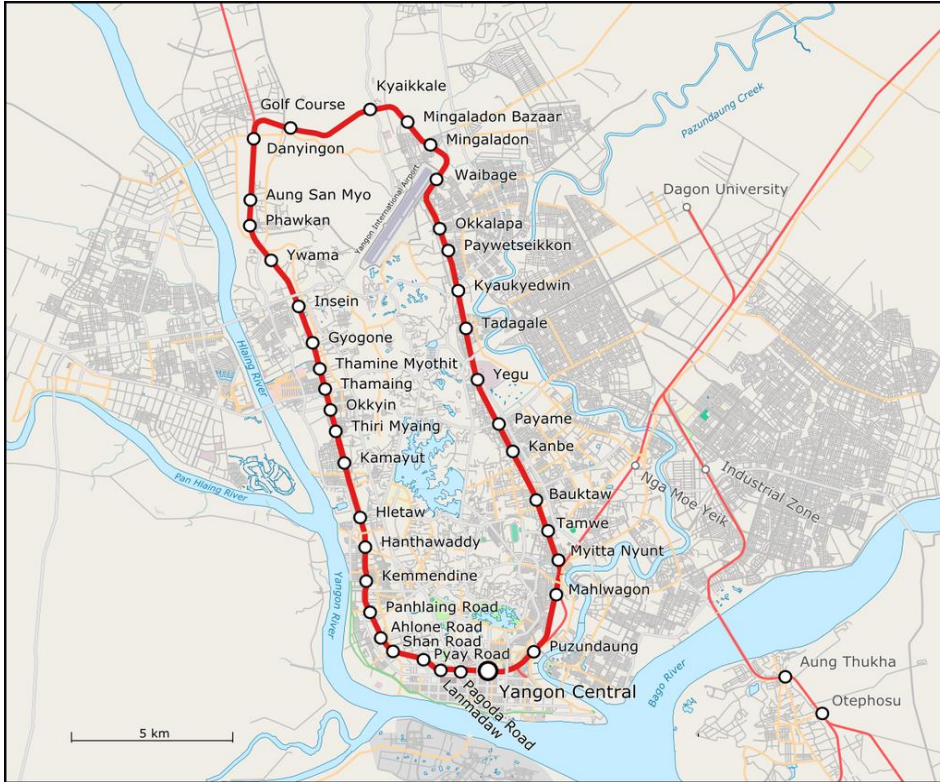 Kyaikkale
Golf Course
Mingaladon Bazaar
Danyingon
Mingaladon
Pazundaung Creek
Waibage
Yangon International Airport
Aung San Myo
Dagon University
Phawkan
Okkalapa
Paywetseikkon
Ywama
Kyaukyedwin
Insein
Tadagale
Gyogone
Hlaing River
Thamine Myothit
Yegu
Thamaing
Okkyin
Payame
Thiri Myaing
Kanbe
Kamayut
Pan Hlaing River
Nga Moe Yeik
Industrial Zone
Bauktaw
Hletaw
Tamwe
Hanthawaddy
Myitta Nyunt
Kemmendine
Mahlwagon
Yangon River
Panhlaing Road
Ahlone Road
Shan Road
Puzundaung
Pyay Road
Bago River
Aung Thukha
Yangon Central
Pagoda Road
Lanmadaw
Otephosu
5 km